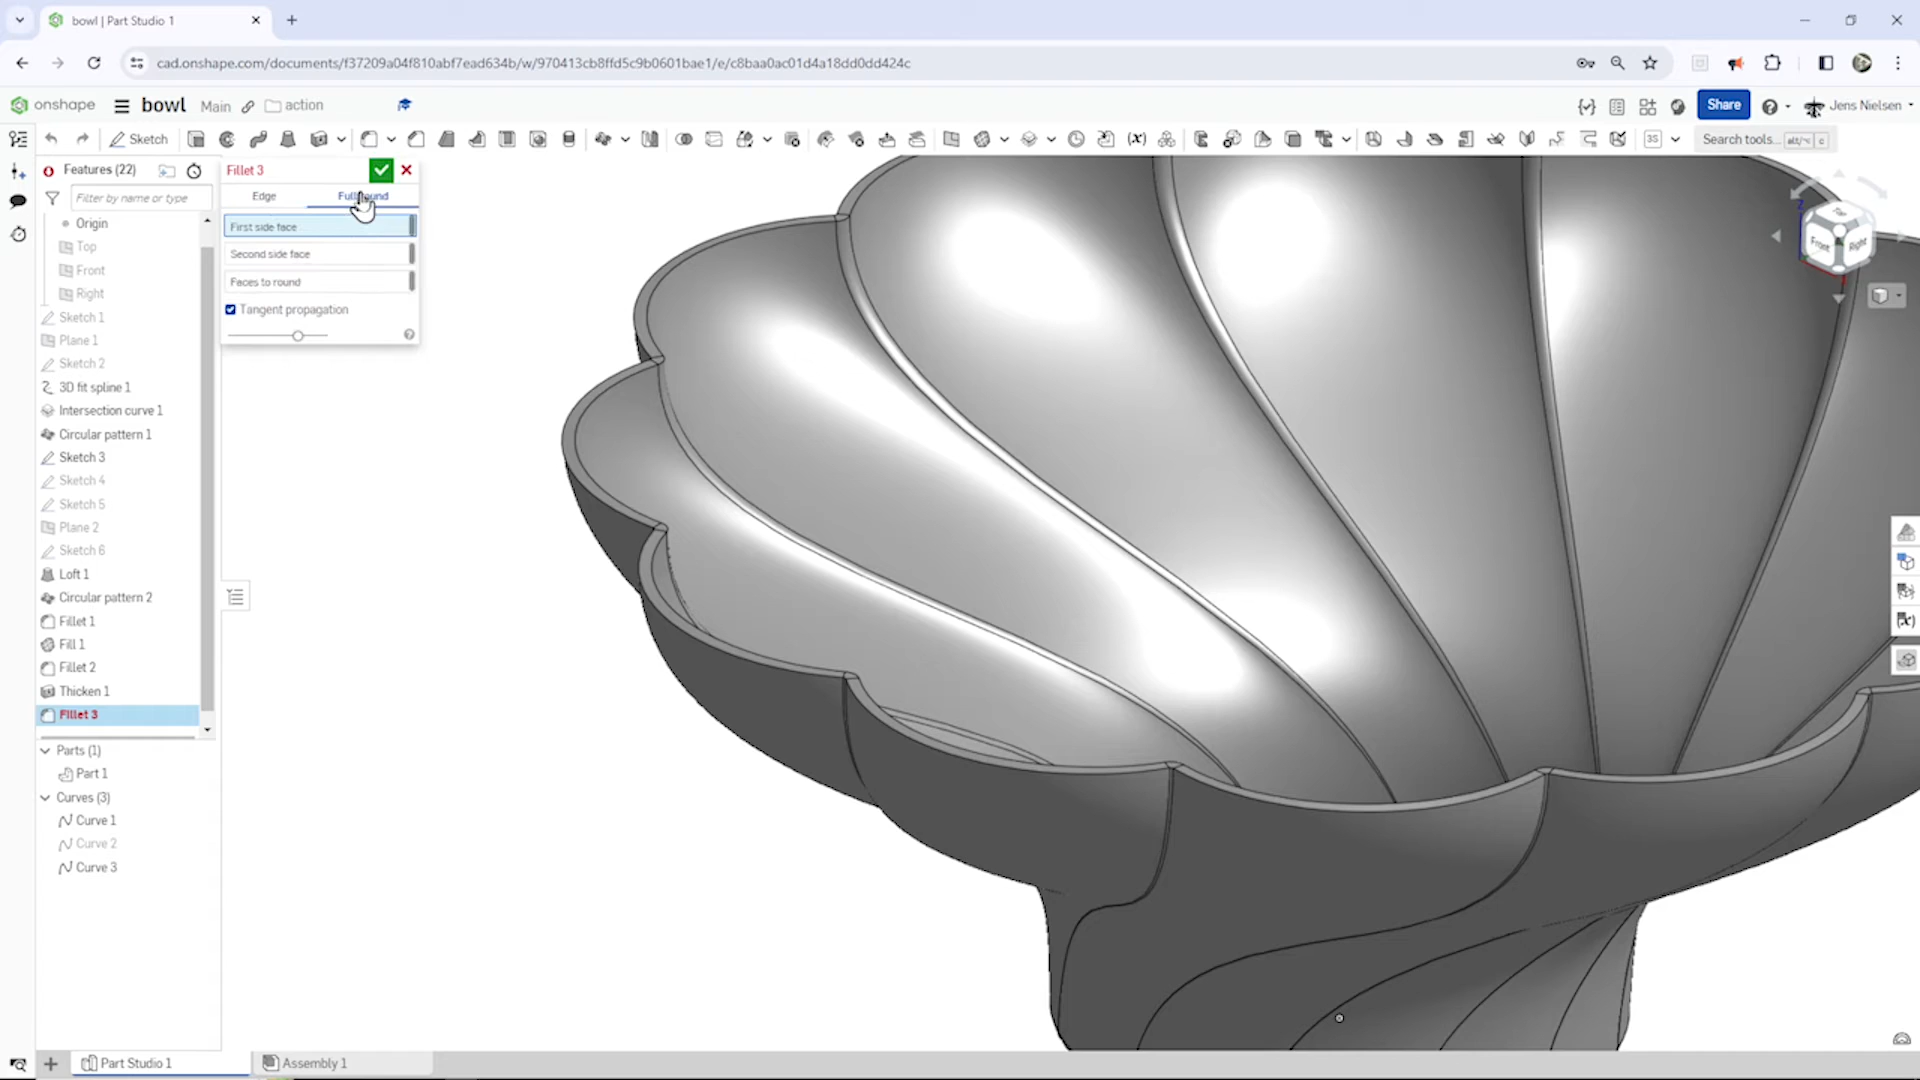 bowl | Part Studio 1
cad.onshape.com/documents/f37209a04f810abf7ead634b/w/970413cb8ffd5c9b0601bae1/e/c8baa0ac01d4a18dd0dd424c
onshape
bowl
Main
action
Share
Jens Nielsen
Sketch
(x)
3S
Search tools...
alt/⌥
c
Features (22)
Filter by name or type
Origin
Top
Front
Right
Sketch 1
Plane 1
Sketch 2
3D fit spline 1
Intersection curve 1
Circular pattern 1
Sketch 3
Sketch 4
Sketch 5
Plane 2
Sketch 6
Loft 1
Circular pattern 2
Fillet 1
Fill 1
Fillet 2
Thicken 1
Fillet 3
Parts (1)
Part 1
Curves (3)
Curve 1
Curve 2
Curve 3
Fillet 3
Edge
First side face
Second side face
Faces to round
Tangent propagation
Z
Top
Front
Right
(x)
Part Studio 1
Assembly 1